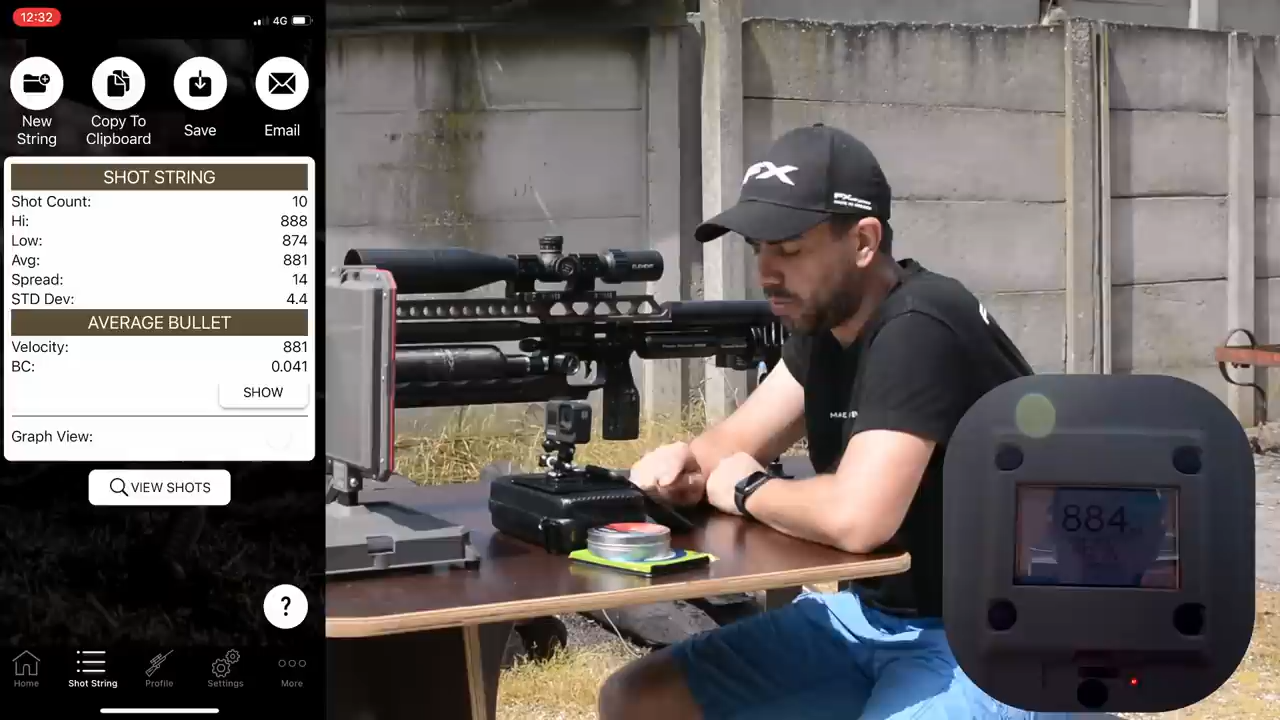 12:32
4G
New String
Copy To Clipboard
Save
Email
SHOT STRING
Shot Count: 10
Hi: 888
Low: 874
Avg: 881
Spread: 14
STD Dev: 4.4
AVERAGE BULLET
Velocity: 881
BC: 0.041
SHOW
Graph View:
VIEW SHOTS
?
Home
Shot String
Profile
Settings
More
FX
ELEMENT
884